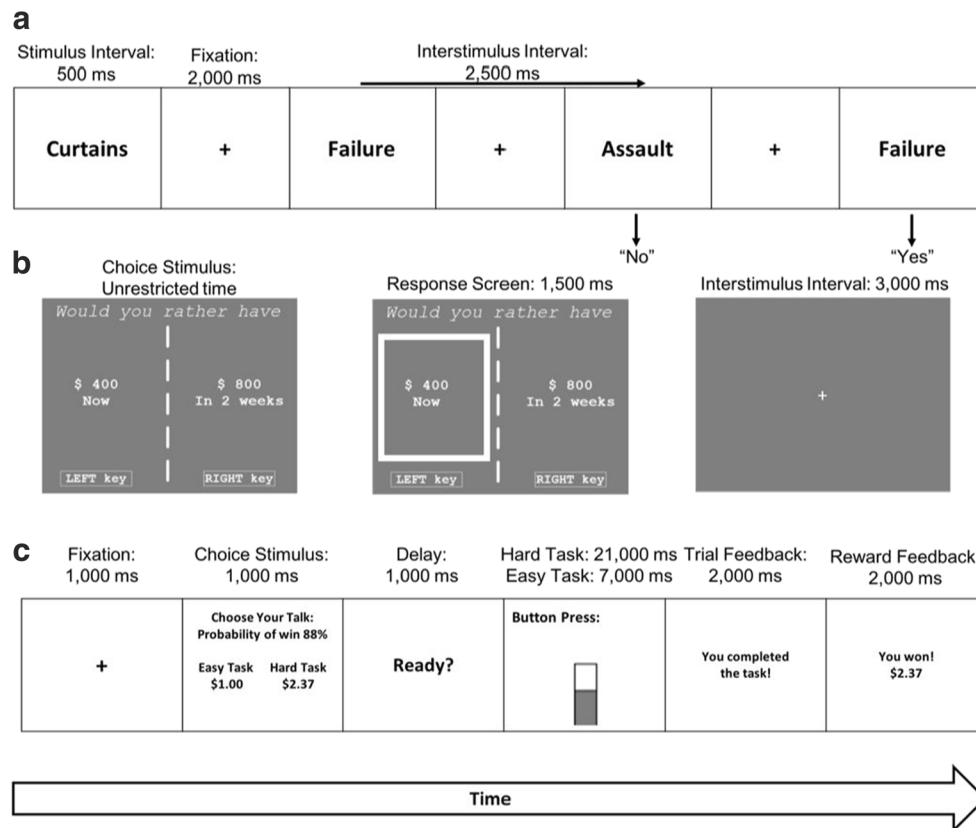 a
Stimulus Interval:
500 ms
Fixation:
2,000 ms
Interstimulus Interval:
2,500 ms
Curtains
+
Failure
+
Assault
+
Failure
“No”
“Yes”
b
Choice Stimulus:
Unrestricted time
Would you rather have
$ 400
Now
$ 800
In 2 weeks
LEFT key
RIGHT key
Response Screen: 1,500 ms
Would you rather have
$ 400
Now
$ 800
In 2 weeks
LEFT key
RIGHT key
Interstimulus Interval: 3,000 ms
+
c
Fixation:
1,000 ms
Choice Stimulus:
1,000 ms
Delay:
1,000 ms
Hard Task: 21,000 ms
Easy Task: 7,000 ms
Trial Feedback:
2,000 ms
Reward Feedback
2,000 ms
+
Choose Your Talk:
Probability of win 88%
Easy Task
$1.00
Hard Task
$2.37
Ready?
Button Press:
You completed
the task!
You won!
$2.37
Time